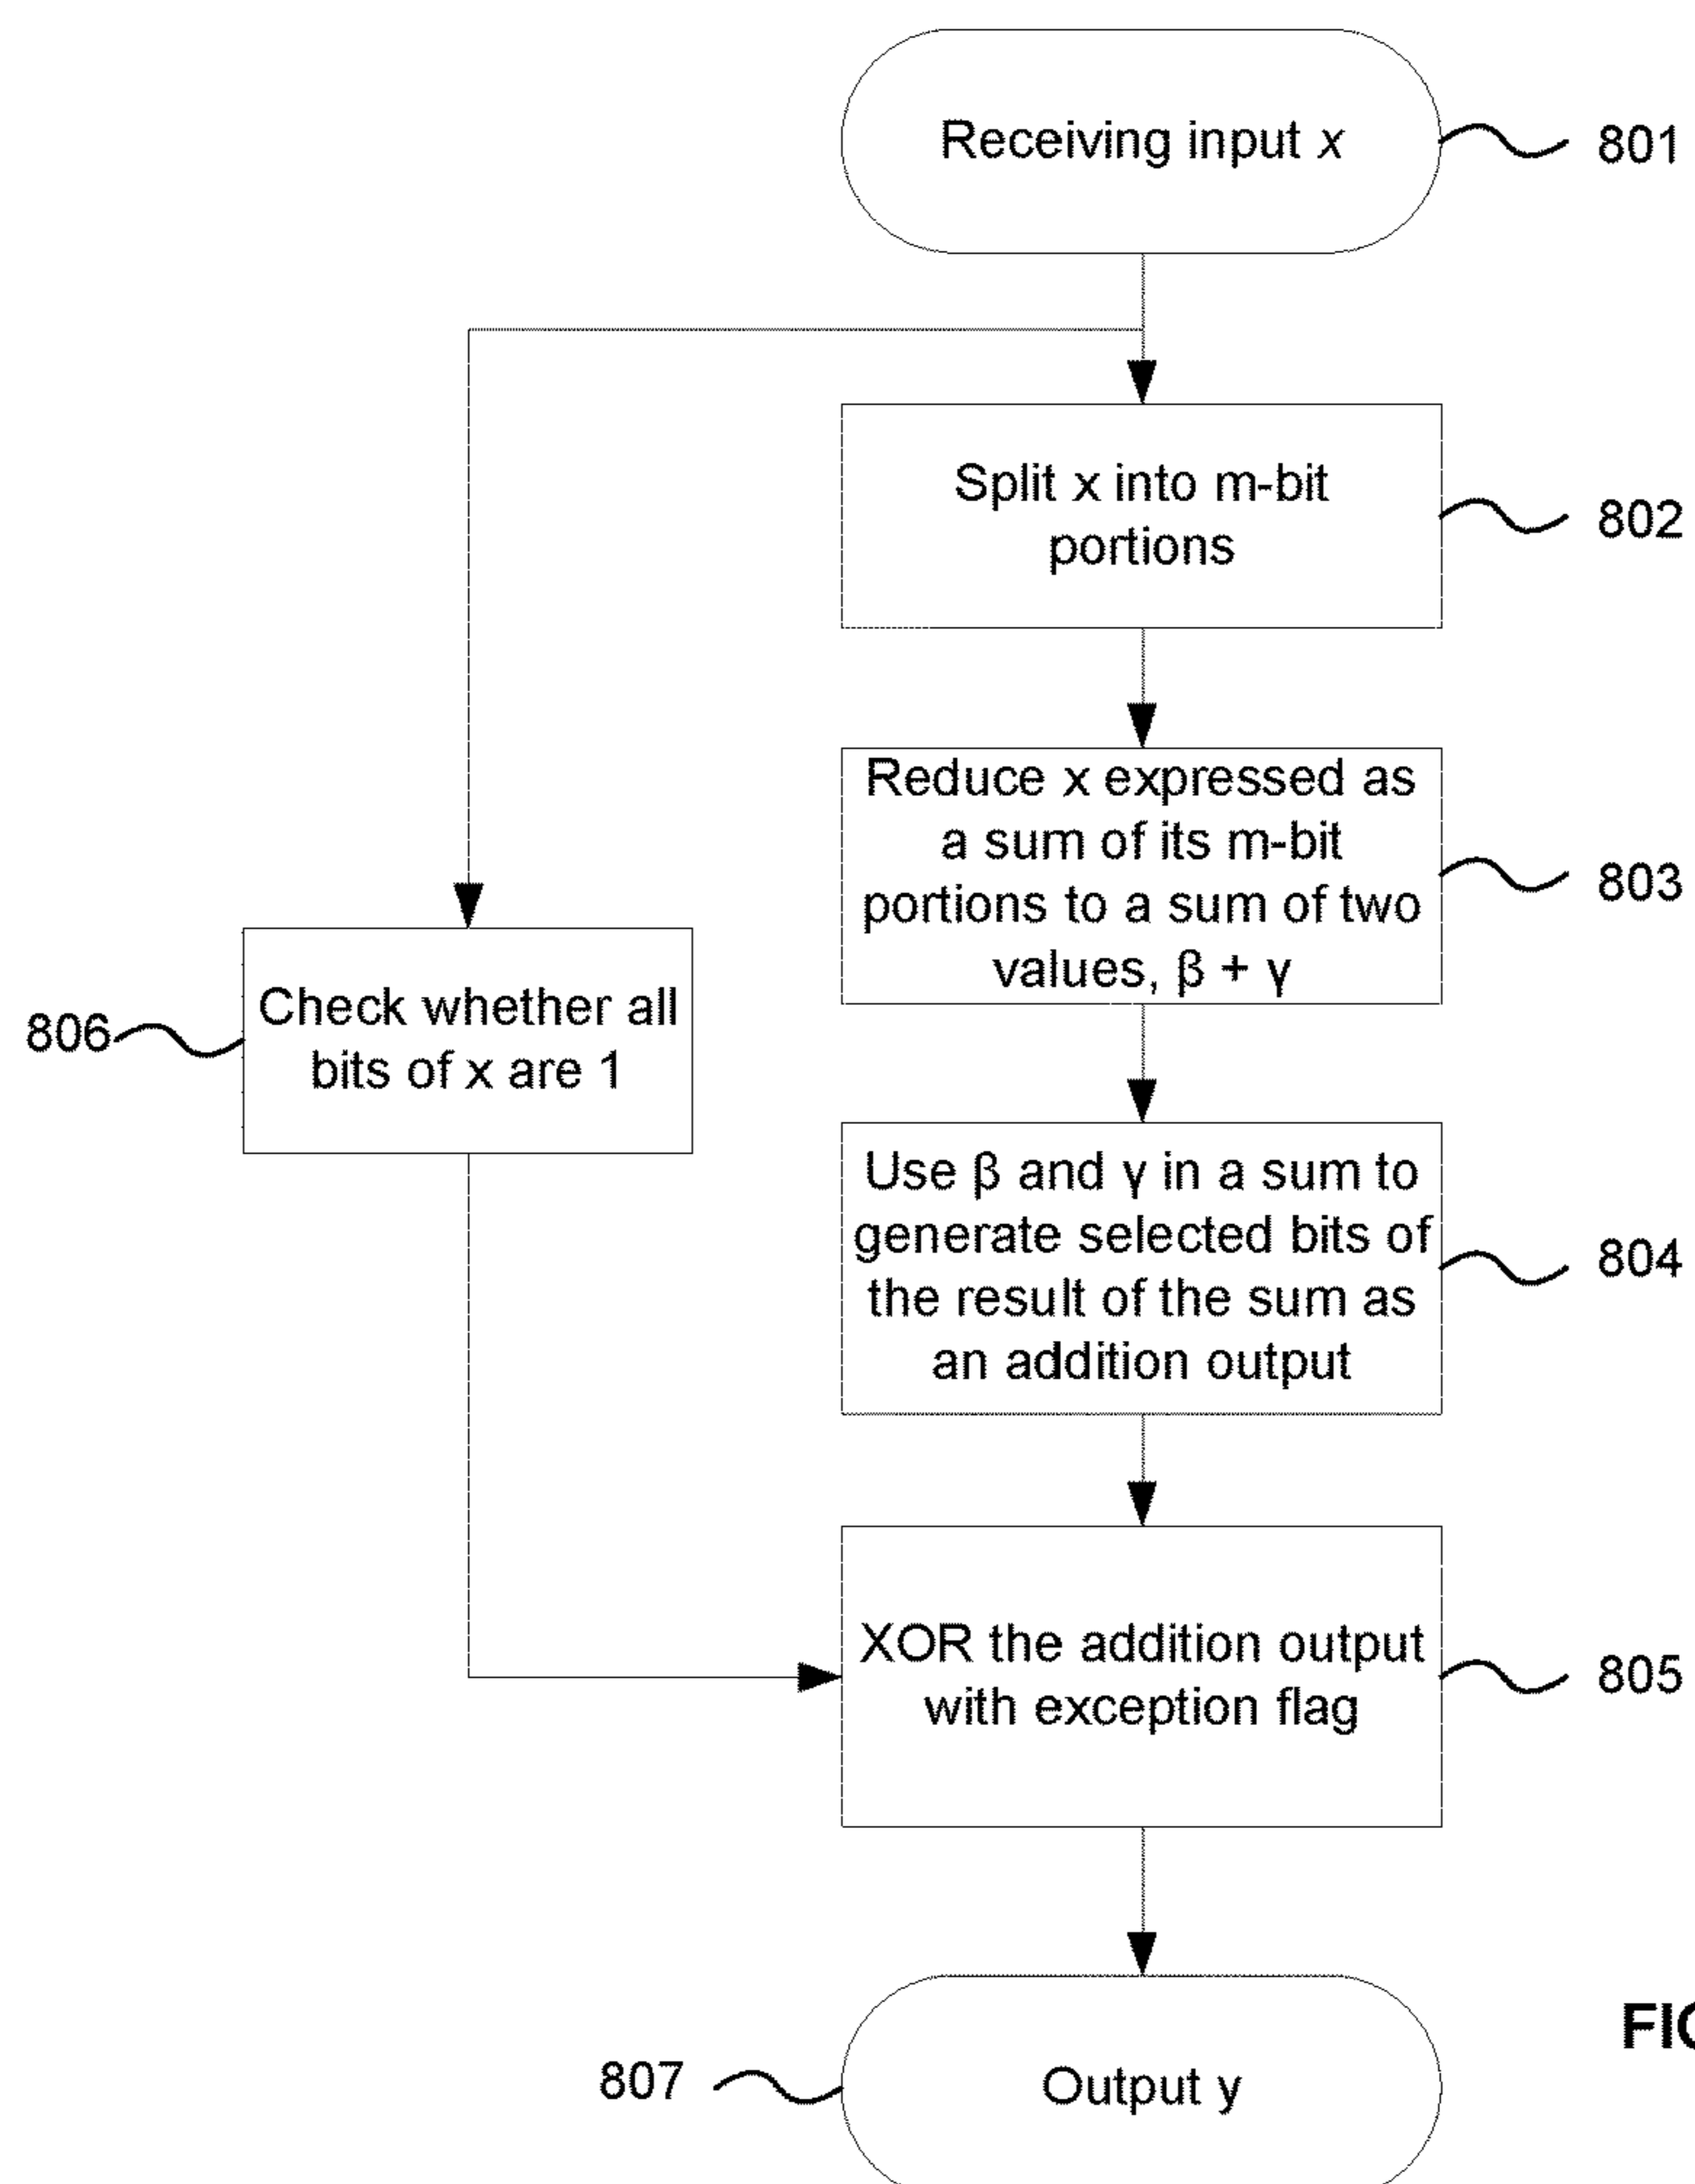 Receiving input x
801
Split x into m-bit
portions
802
Reduce x expressed as
a sum of its m-bit
portions to a sum of two
values, β + γ
803
Check whether all
bits of x are 1
806
Use β and γ in a sum to
generate selected bits of
the result of the sum as
an addition output
804
XOR the addition output
with exception flag
805
Output y
807